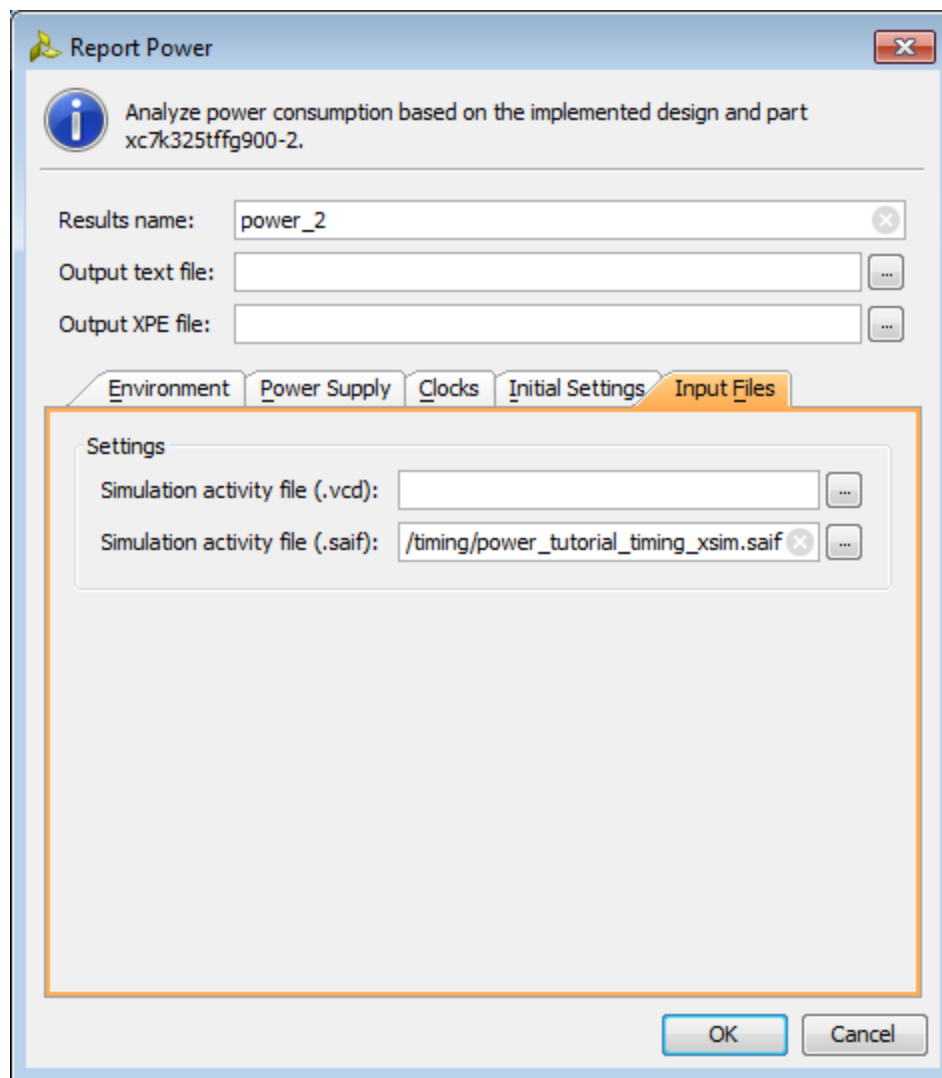 Report Power
Analyze power consumption based on the implemented design and part
xc7k325tffg900-2.
Results name: power_2
Output text file: ...
Output XPE file: ...
Environment Power Supply Clocks Initial Settings Input Files
Settings
Simulation activity file (.vcd): ...
Simulation activity file (.saif): /timing/power_tutorial_timing_xsim.saif ...
OK Cancel